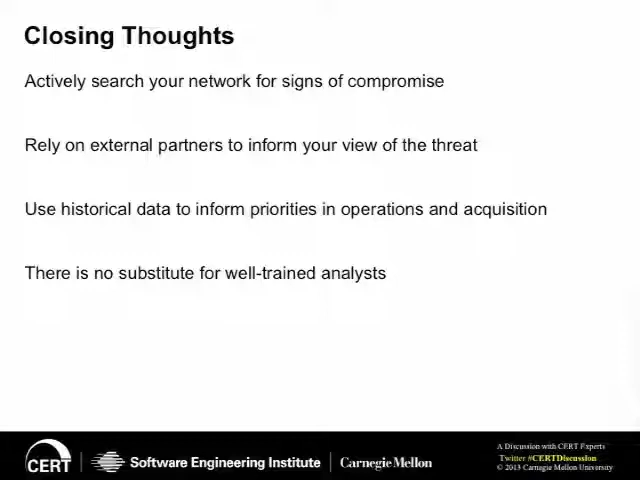 Closing Thoughts
Actively search your network for signs of compromise
Rely on external partners to inform your view of the threat
Use historical data to inform priorities in operations and acquisition
There is no substitute for well-trained analysts
CERT
Software Engineering Institute
Carnegie Mellon
A Discussion with CERT Experts
Twitter #CERTDiscussion
© 2013 Carnegie Mellon University